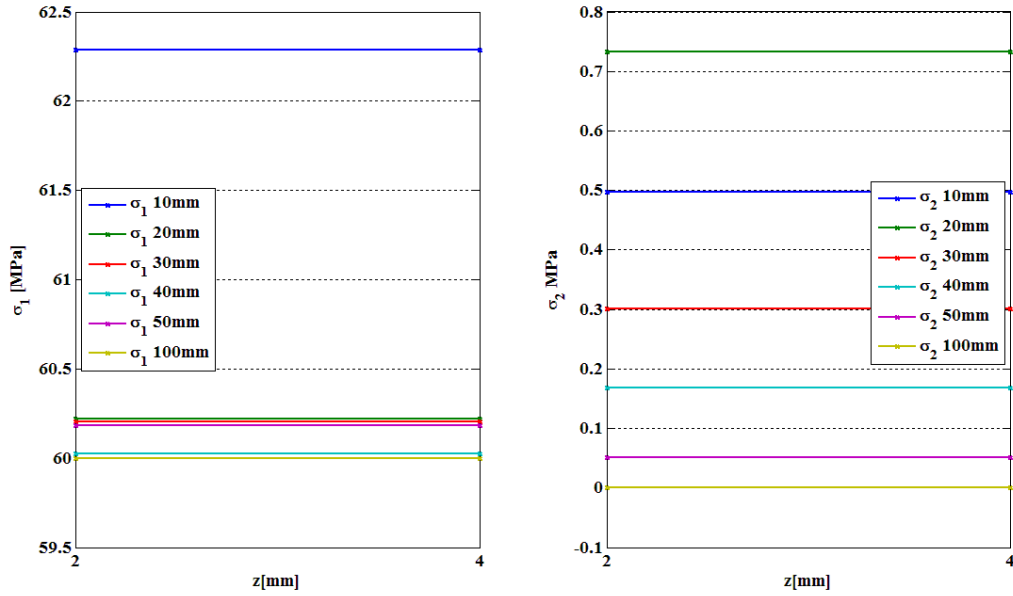 62.5
62
61.5
61
60.5
60
59.5
σ₁ [MPa]
σ₁ 10mm
σ₁ 20mm
σ₁ 30mm
σ₁ 40mm
σ₁ 50mm
σ₁ 100mm
2
4
z[mm]
0.8
0.7
0.6
0.5
0.4
0.3
0.2
0.1
0
-0.1
σ₂ MPa
σ₂ 10mm
σ₂ 20mm
σ₂ 30mm
σ₂ 40mm
σ₂ 50mm
σ₂ 100mm
2
4
z[mm]